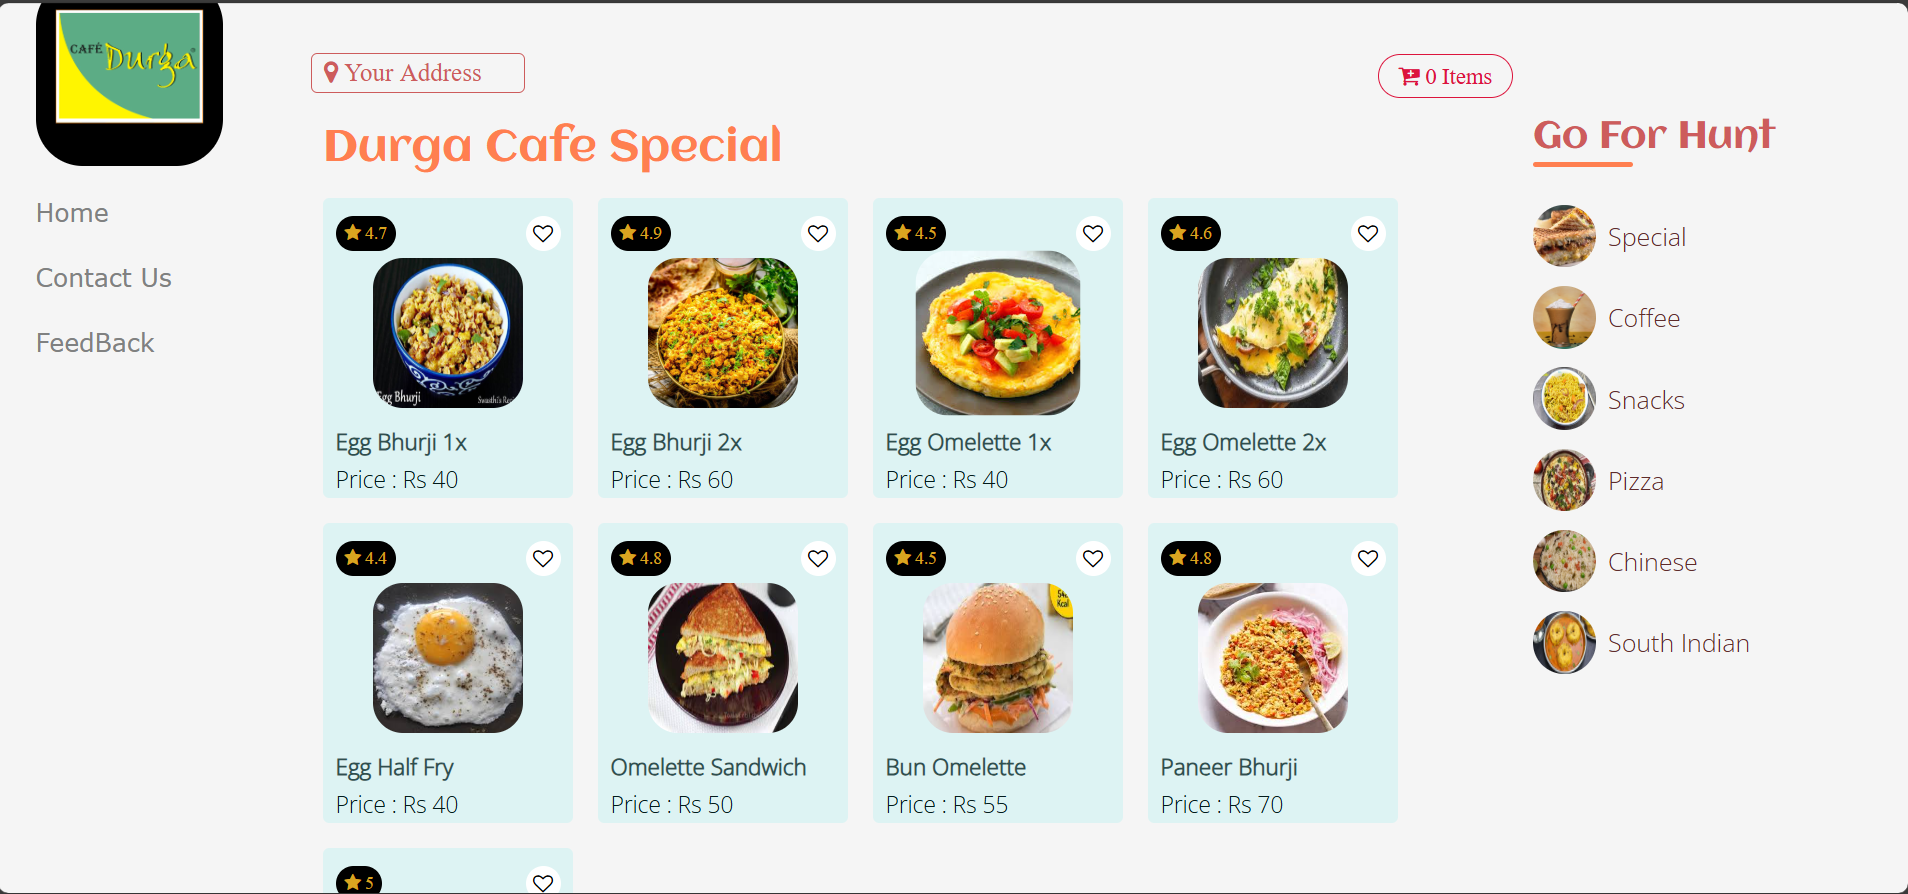 CAFÉ Durga
Home
Contact Us
FeedBack
Your Address
0 Items
Durga Cafe Special
4.7
4.9
4.5
4.6
Egg Bhurji
Egg Bhurji 1x
Egg Bhurji 2x
Egg Omelette 1x
Egg Omelette 2x
Price : Rs 40
Price : Rs 60
Price : Rs 40
Price : Rs 60
4.4
4.8
4.5
4.8
Kcal
Egg Half Fry
Omelette Sandwich
Bun Omelette
Paneer Bhurji
Price : Rs 40
Price : Rs 50
Price : Rs 55
Price : Rs 70
5
Go For Hunt
Special
Coffee
Snacks
Pizza
Chinese
South Indian